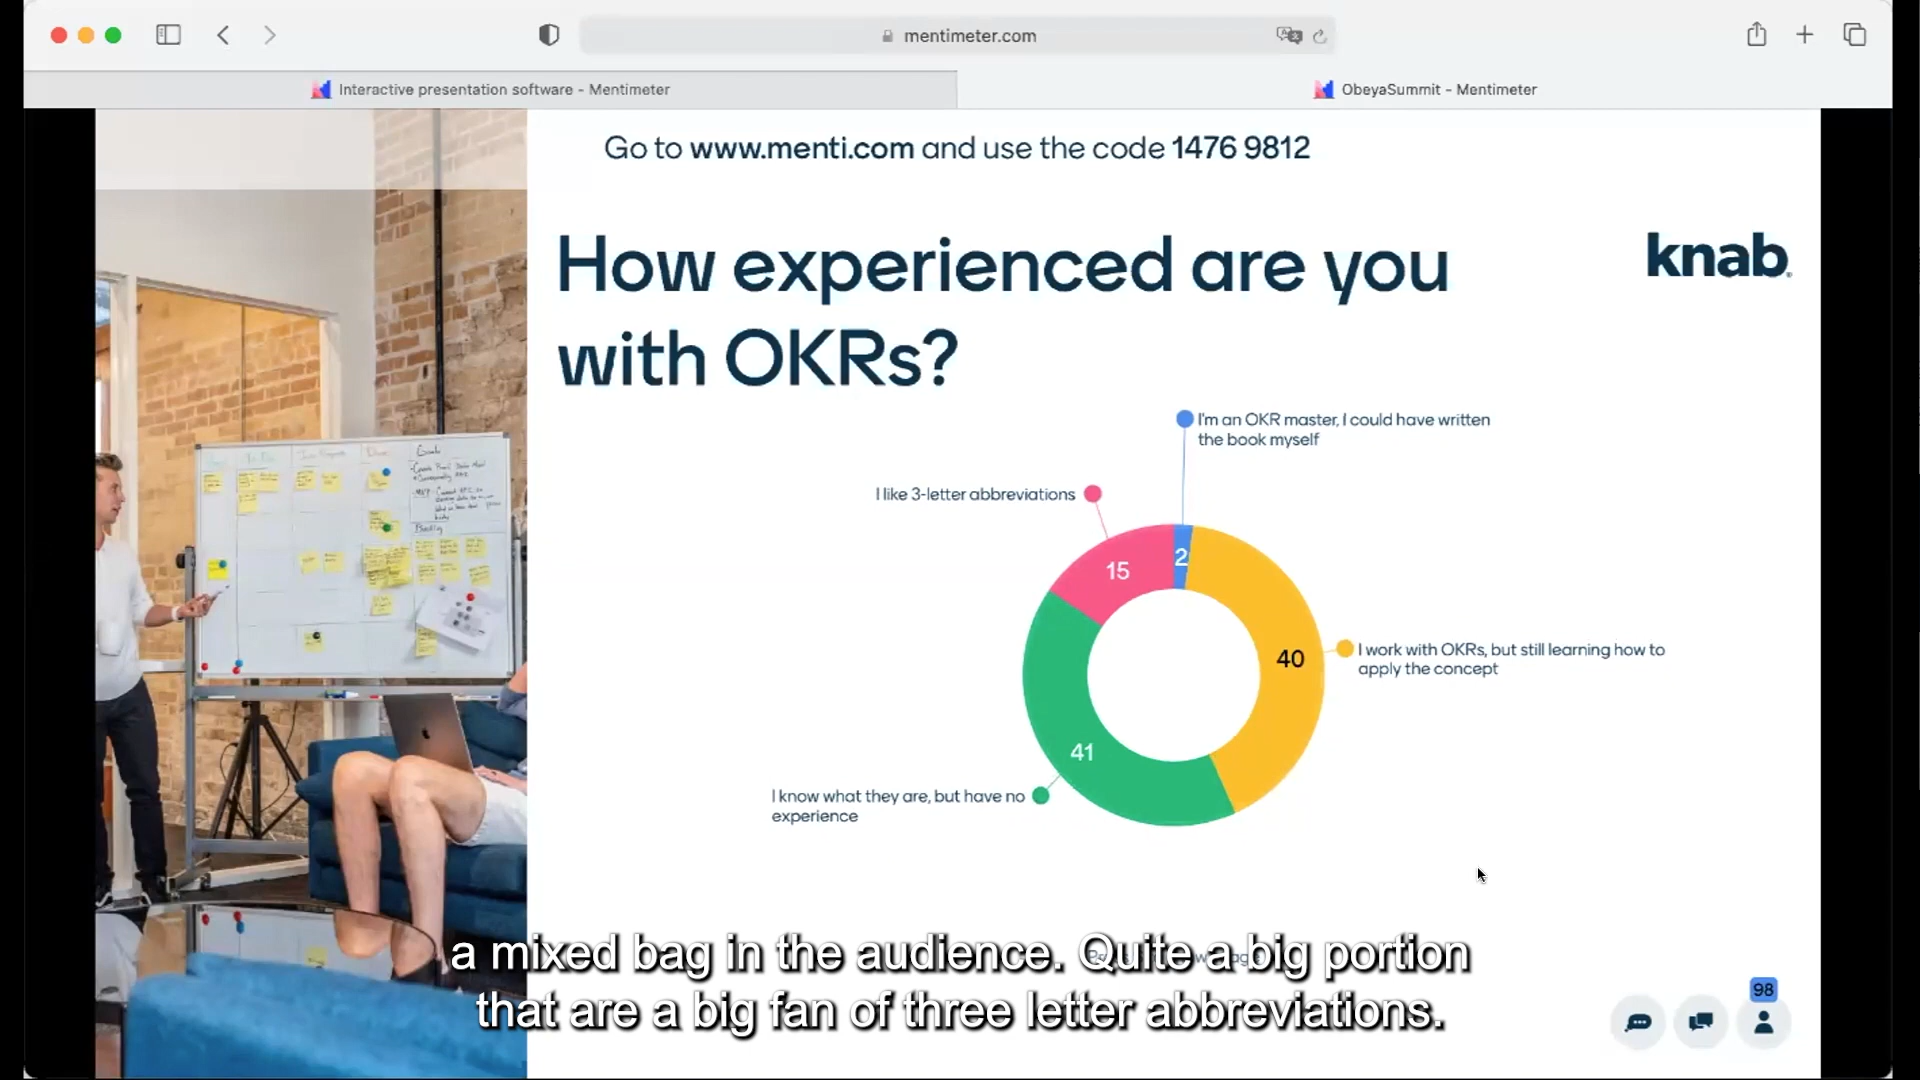 mentimeter.com
Interactive presentation software - Mentimeter
ObeyaSummit - Mentimeter
Go to www.menti.com and use the code 1476 9812
How experienced are you
with OKRs?
knab.
I'm an OKR master, I could have written
the book myself
I like 3-letter abbreviations
2
15
40
I work with OKRs, but still learning how to
apply the concept
41
I know what they are, but have no
experience
Goals
a mixed bag in the audience. Quite a big portion
that are a big fan of three letter abbreviations.
98